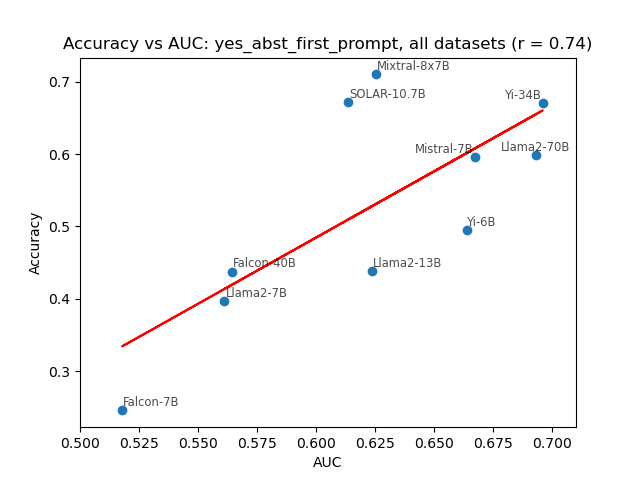 Accuracy vs AUC: yes_abst_first_prompt, all datasets (r = 0.74)
Mixtral-8x7B
SOLAR-10.7B
Yi-34B
Mistral-7B
Llama2-70B
Yi-6B
Falcon-40B
Llama2-13B
Llama2-7B
Falcon-7B
0.7
0.6
0.5
0.4
0.3
Accuracy
0.500 0.525 0.550 0.575 0.600 0.625 0.650 0.675 0.700
AUC